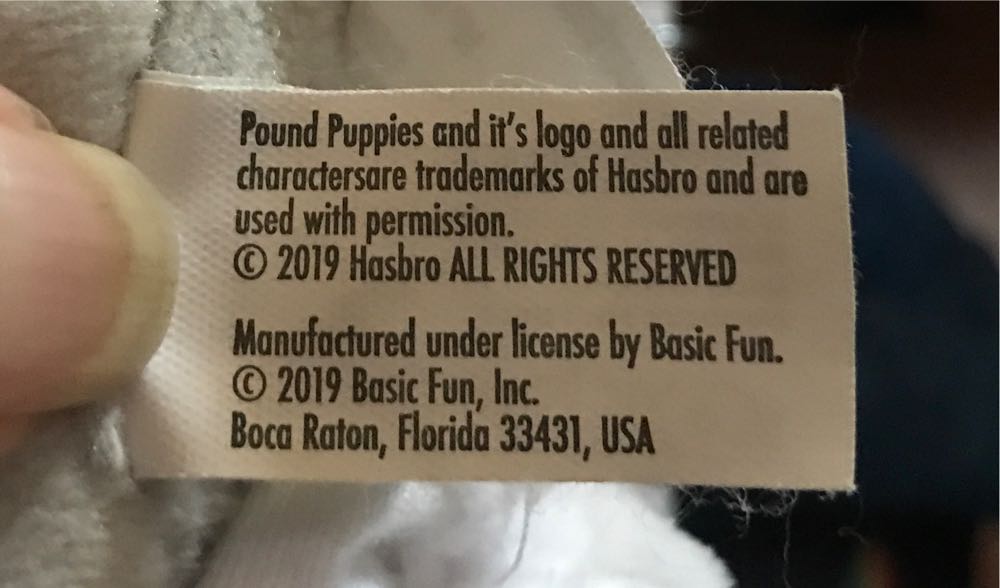 Pound Puppies and it's logo and all related
charactersare trademarks of Hasbro and are
used with permission.
© 2019 Hasbro ALL RIGHTS RESERVED
Manufactured under license by Basic Fun.
© 2019 Basic Fun, Inc.
Boca Raton, Florida 33431, USA